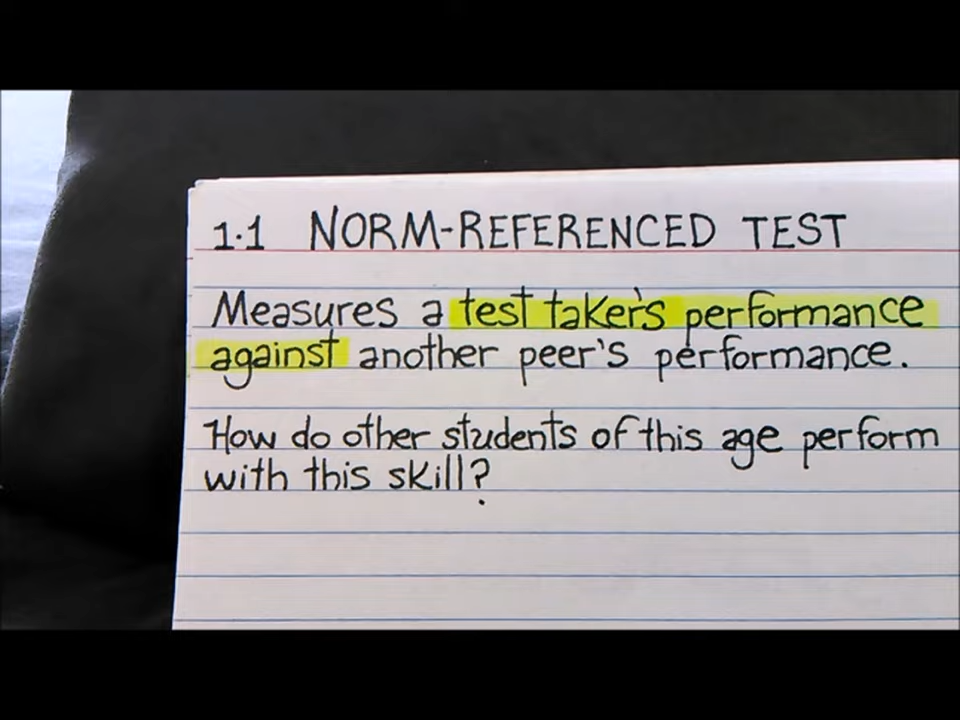 1.1 NORM-REFERENCED TEST
Measures a test taker's performance
against another peer's performance.
How do other students of this age perform
with this skill?